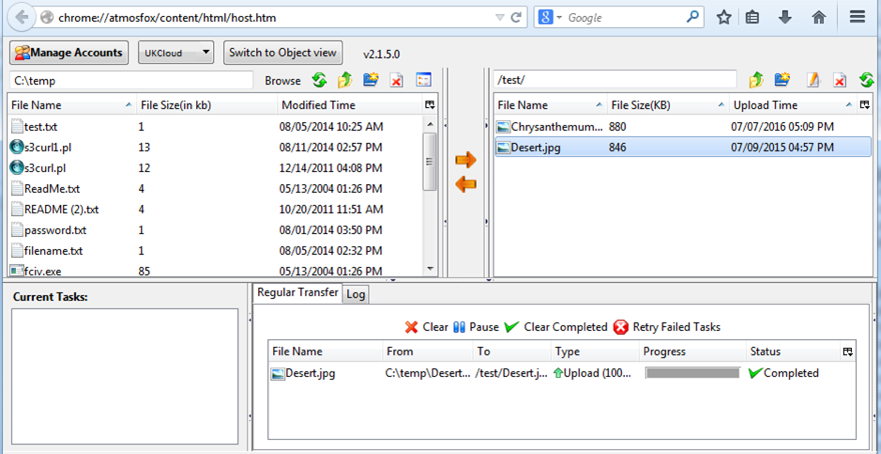 chrome://atmosfox/content/html/host.htm Google
Manage Accounts UKCloud Switch to Object view v2.1.5.0
C:\temp Browse /test/
File Name File Size(in kb) Modified Time
test.txt 1 08/05/2014 10:25 AM
s3curl1.pl 13 08/11/2014 02:57 PM
s3curl.pl 12 12/14/2011 04:08 PM
ReadMe.txt 4 05/13/2004 01:26 PM
README (2).txt 4 10/20/2011 11:51 AM
password.txt 1 08/01/2014 03:50 PM
filename.txt 1 08/05/2014 02:32 PM
fciv.exe 85 05/13/2004 01:26 PM
File Name File Size(KB) Upload Time
Chrysanthemum... 880 07/07/2016 05:09 PM
Desert.jpg 846 07/09/2015 04:57 PM
Current Tasks:
Regular Transfer Log
Clear Pause Clear Completed Retry Failed Tasks
File Name From To Type Progress Status
Desert.jpg C:\temp\Desert... /test/Desert.j... Upload (100... Completed